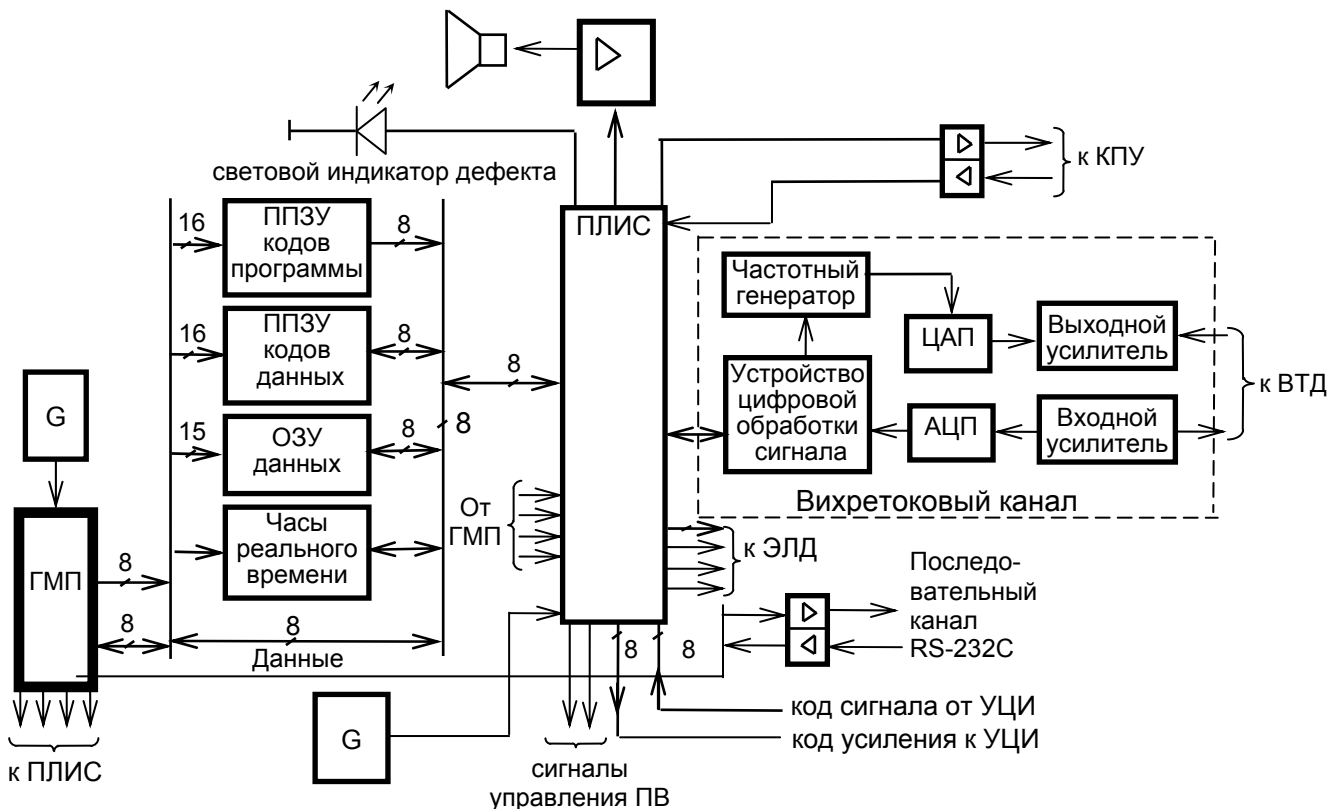 к КПУ
световой индикатор дефекта
16
ППЗУ
кодов
программы
8
ПЛИС
Частотный
генератор
ЦАП
Выходной
усилитель
16
ППЗУ
кодов
данных
8
8
Устройство
цифровой
обработки
сигнала
АЦП
Входной
усилитель
к ВТД
G
15
ОЗУ
данных
8
8
Вихретоковый канал
От
ГМП
к ЭЛД
Часы
реального
времени
ГМП
8
8
8
Данные
Последо-
вательный
канал
RS-232C
8
8
G
код сигнала от УЦИ
код усиления к УЦИ
к ПЛИС
сигналы
управления ПВ